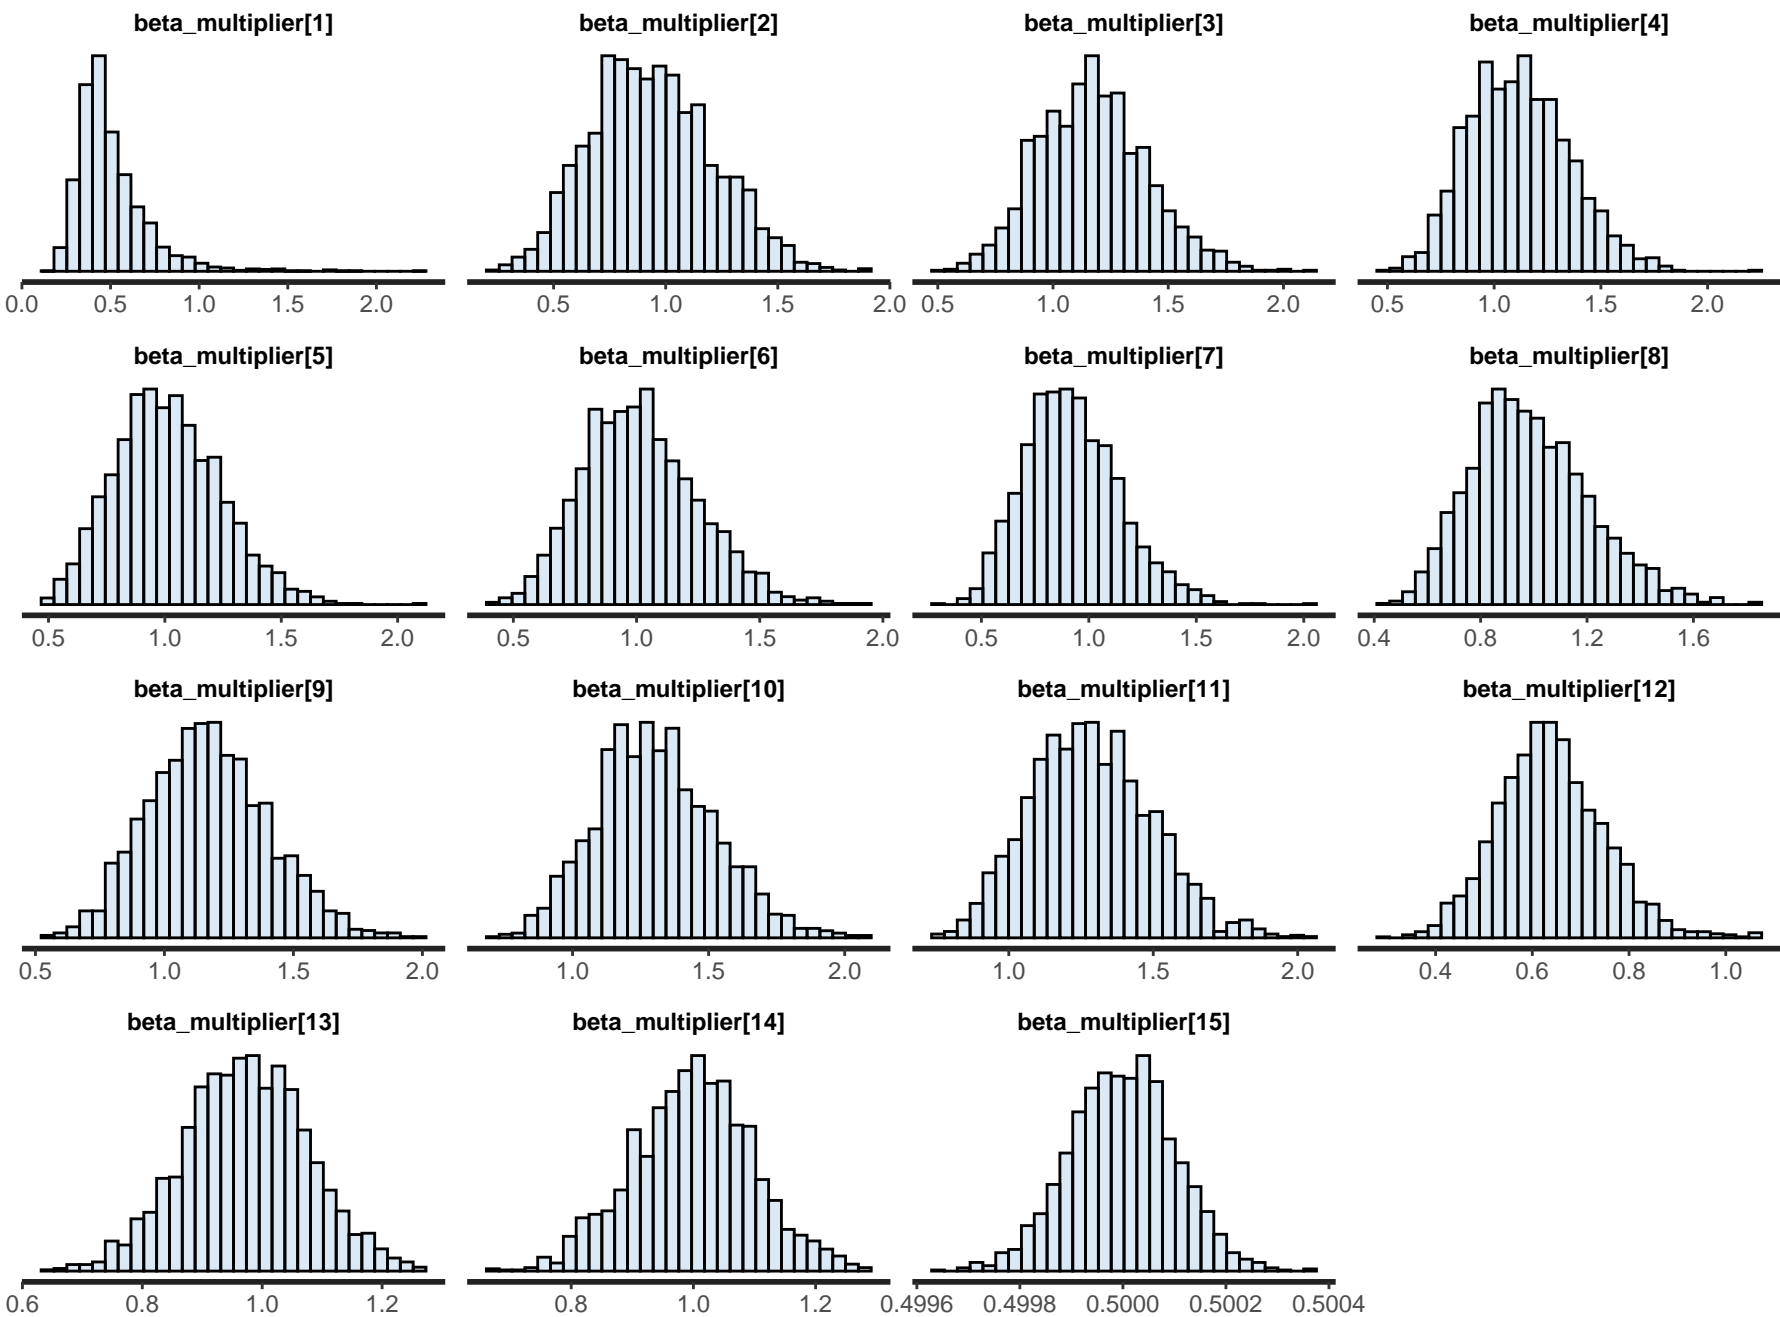 beta_multiplier[1] beta_multiplier[2] beta_multiplier[3] beta_multiplier[4]
0.0 0.5 1.0 1.5 2.0 0.5 1.0 1.5 2.0 0.5 1.0 1.5 2.0 0.5 1.0 1.5 2.0
beta_multiplier[5] beta_multiplier[6] beta_multiplier[7] beta_multiplier[8]
0.5 1.0 1.5 2.0 0.5 1.0 1.5 2.0 0.5 1.0 1.5 2.0 0.4 0.8 1.2 1.6
beta_multiplier[9] beta_multiplier[10] beta_multiplier[11] beta_multiplier[12]
0.5 1.0 1.5 2.0 1.0 1.5 2.0 1.0 1.5 2.0 0.4 0.6 0.8 1.0
beta_multiplier[13] beta_multiplier[14] beta_multiplier[15]
0.6 0.8 1.0 1.2 0.8 1.0 1.2 0.4996 0.4998 0.5000 0.5002 0.5004